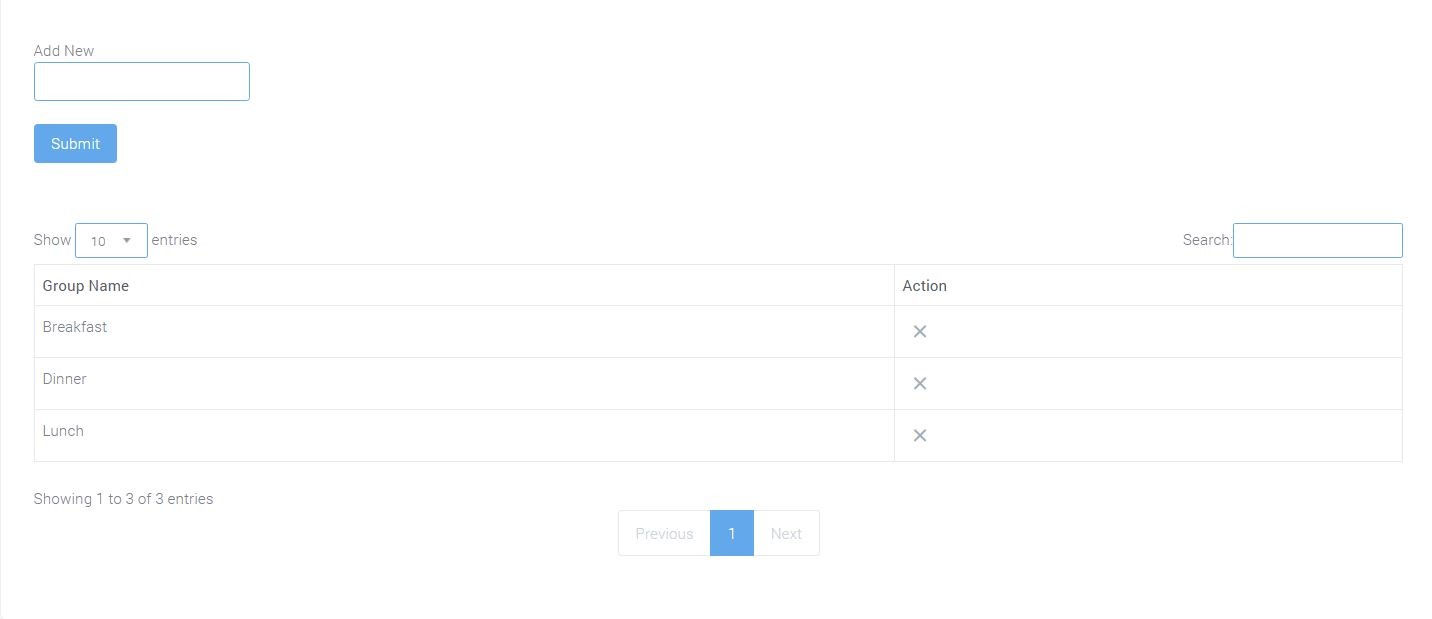 Add New
Submit
Show 10 entries
Search:
Group Name Action
Breakfast
Dinner
Lunch
Showing 1 to 3 of 3 entries
Previous 1 Next